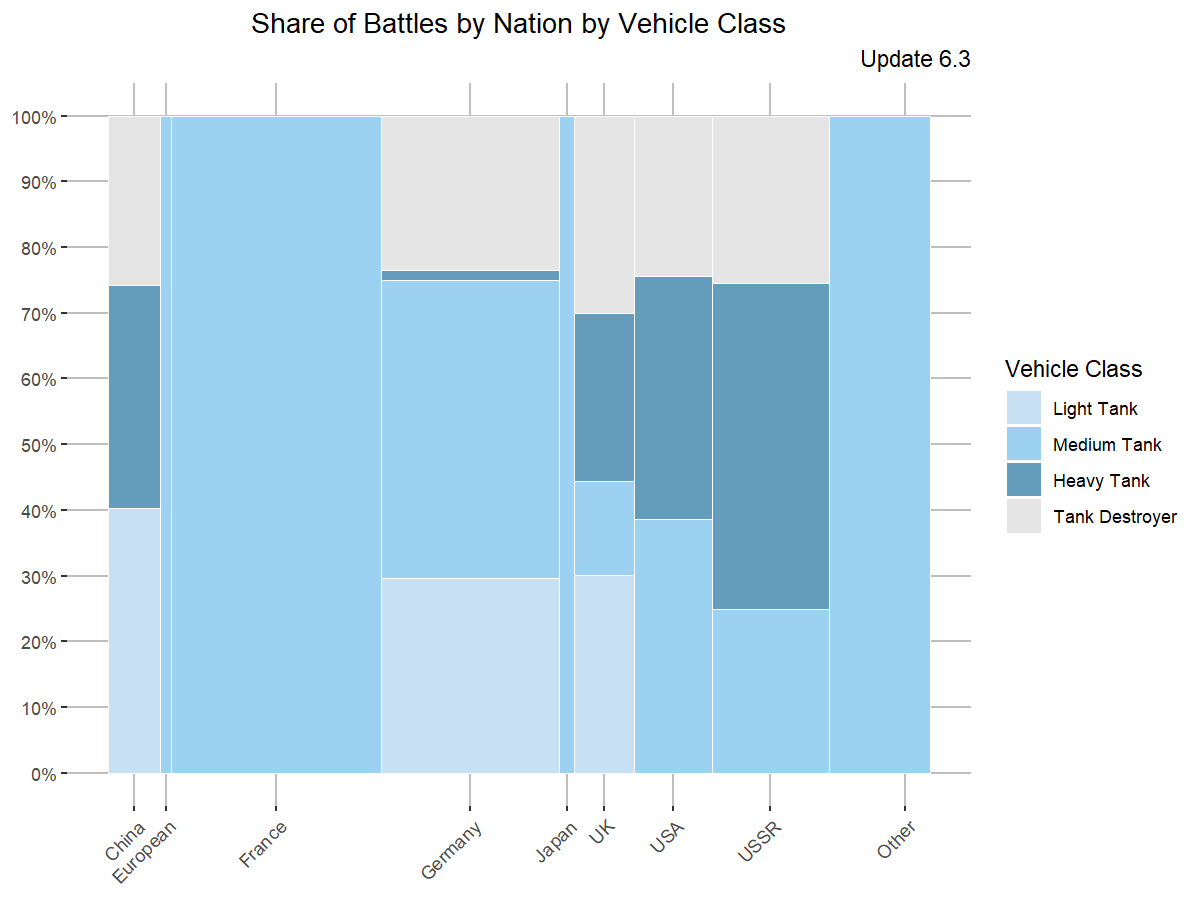 Share of Battles by Nation by Vehicle Class
Update 6.3
100%
90%
80%
70%
60%
50%
40%
30%
20%
10%
0%
China
European
France
Germany
Japan
UK
USA
USSR
Other
Vehicle Class
Light Tank
Medium Tank
Heavy Tank
Tank Destroyer